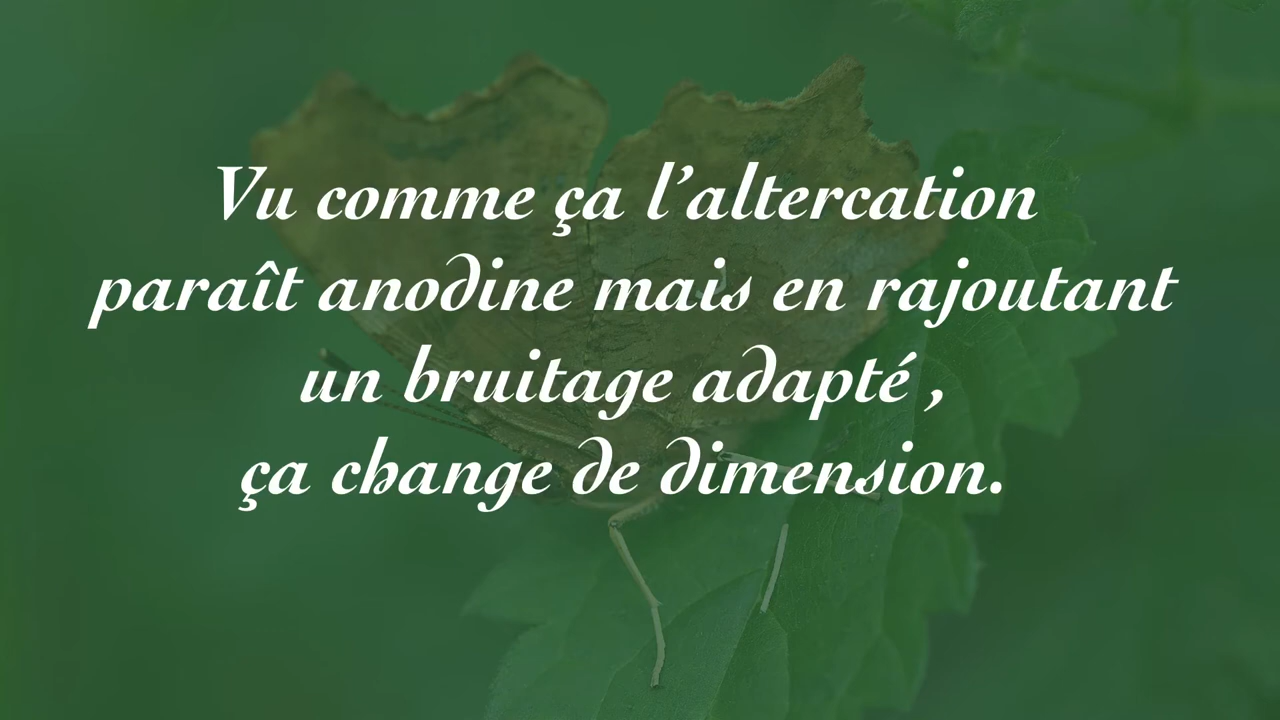 Vu comme ça l’altercation
paraît anodine mais en rajoutant
un bruitage adapté ,
ça change de dimension.